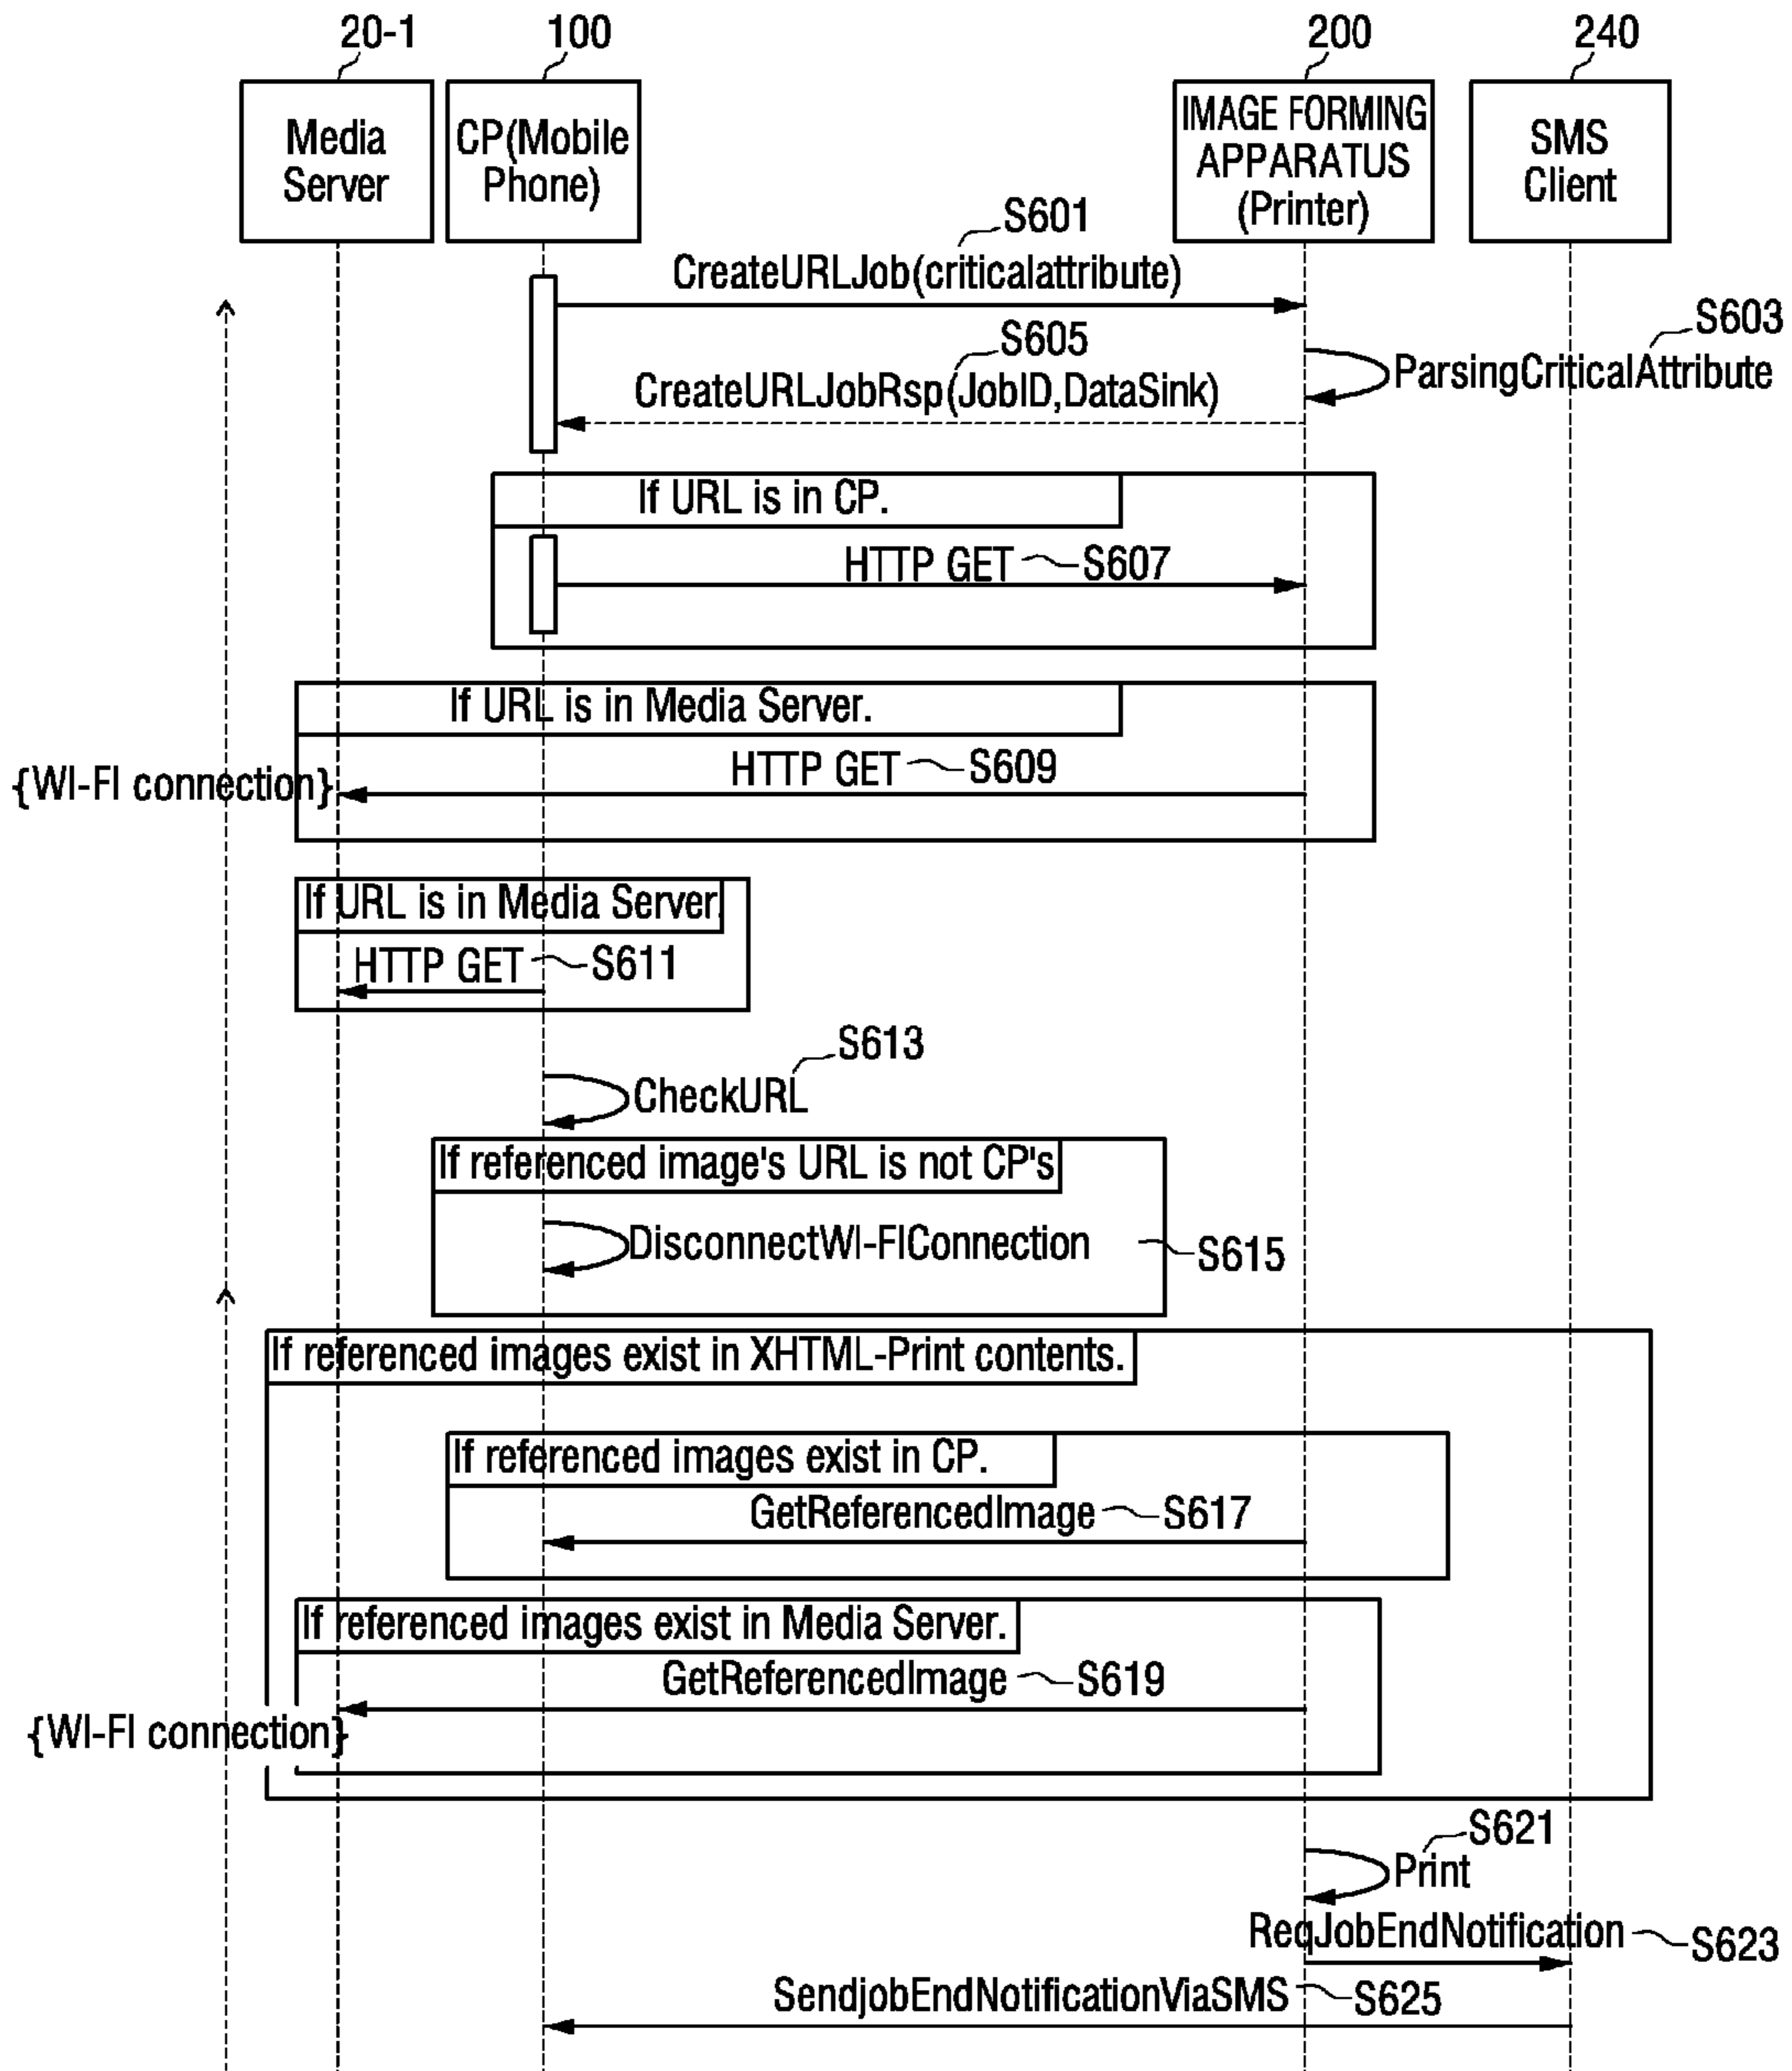 20-1
100
200
240
Media
Server
CP(Mobile
Phone)
IMAGE FORMING
APPARATUS
(Printer)
SMS
Client
S601
CreateURLJob(criticalattribute)
S603
ParsingCriticalAttribute
S605
CreateURLJobRsp(JobID,DataSink)
If URL is in CP.
HTTP GET S607
If URL is in Media Server.
HTTP GET S609
{WI-FI connection}
If URL is in Media Server.
HTTP GET S611
S613
CheckURL
If referenced image's URL is not CP's
DisconnectWI-FIConnection S615
If referenced images exist in XHTML-Print contents.
If referenced images exist in CP.
GetReferencedImage S617
If referenced images exist in Media Server.
GetReferencedImage S619
{WI-FI connection}
S621
Print
ReqJobEndNotification S623
SendjobEndNotificationViaSMS S625